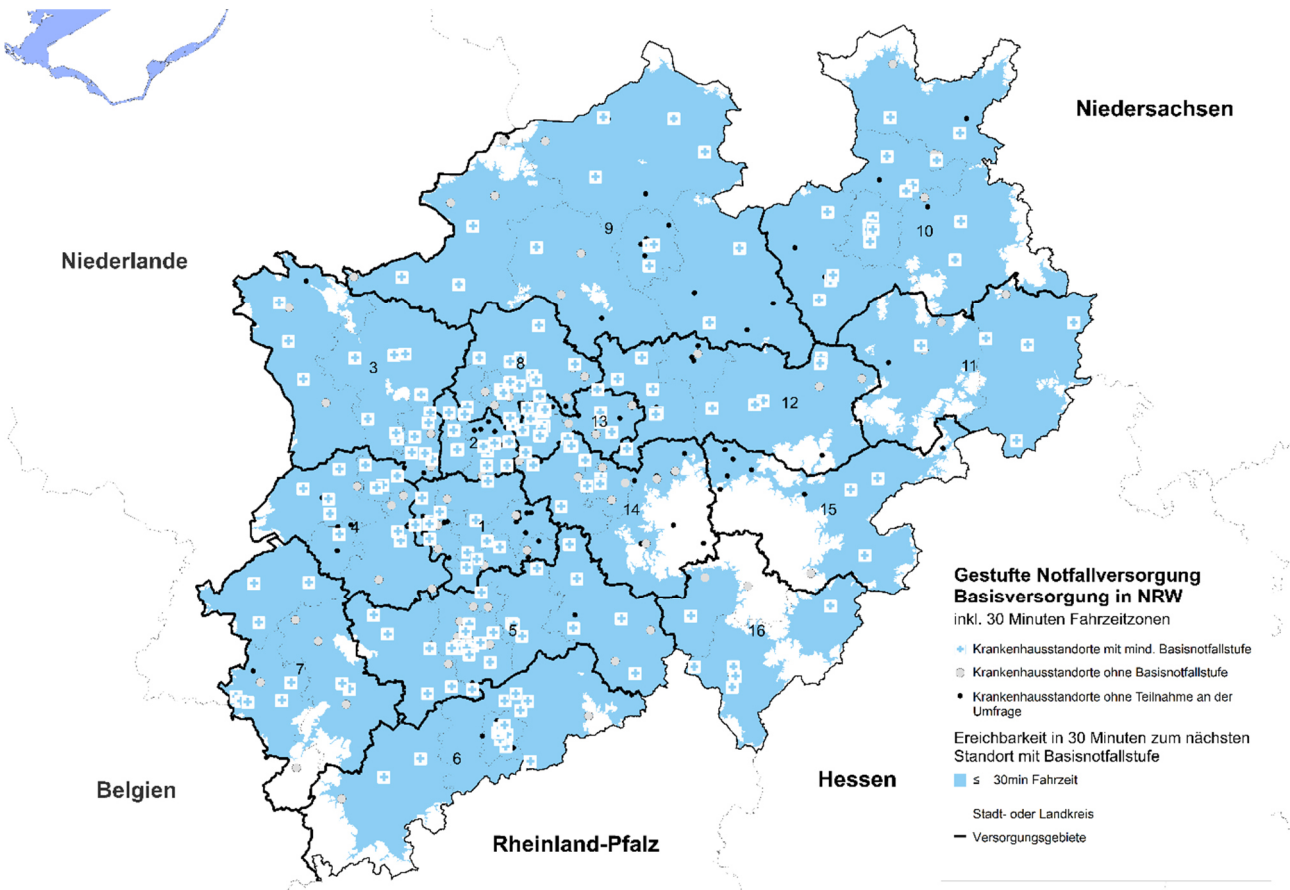 Niedersachsen
Niederlande
9
10
3
8
11
12
13
2
14
15
4
1
5
16
7
6
Belgien
Hessen
Rheinland-Pfalz
Gestufte Notfallversorgung
Basisversorgung in NRW
inkl. 30 Minuten Fahrzeitzonen
Krankenhausstandorte mit mind. Basisnotfallstufe
Krankenhausstandorte ohne Basisnotfallstufe
Krankenhausstandorte ohne Teilnahme an der
Umfrage
Ereichbarkeit in 30 Minuten zum nächsten
Standort mit Basisnotfallstufe
≤ 30min Fahrzeit
Stadt- oder Landkreis
Versorgungsgebiete